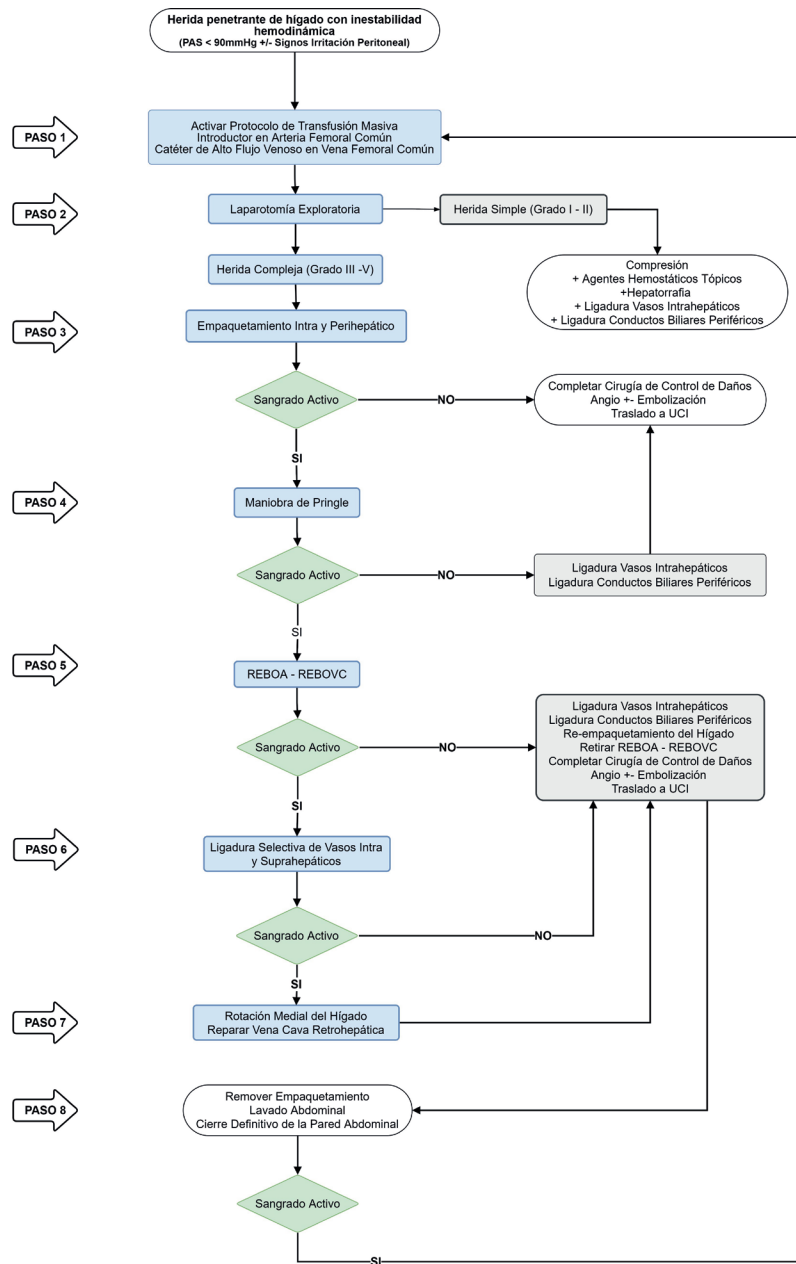 Herida penetrante de hígado con inestabilidad
hemodinámica
(PAS < 90mmHg +/- Signos Irritación Peritoneal)
PASO 1
Activar Protocolo de Transfusión Masiva
Introductor en Arteria Femoral Común
Catéter de Alto Flujo Venoso en Vena Femoral Común
PASO 2
Laparotomía Exploratoria
Herida Simple (Grado I - II)
Herida Compleja (Grado III -V)
Compresión
+ Agentes Hemostáticos Tópicos
+Hepatorrafia
+ Ligadura Vasos Intrahepáticos
+ Ligadura Conductos Biliares Periféricos
PASO 3
Empaquetamiento Intra y Perihepático
Sangrado Activo
NO
Completar Cirugía de Control de Daños
Angio +- Embolización
Traslado a UCI
SI
PASO 4
Maniobra de Pringle
Sangrado Activo
NO
Ligadura Vasos Intrahepáticos
Ligadura Conductos Biliares Periféricos
SI
PASO 5
REBOA - REBOVC
Sangrado Activo
NO
Ligadura Vasos Intrahepáticos
Ligadura Conductos Biliares Periféricos
Re-empaquetamiento del Hígado
Retirar REBOA - REBOVC
Completar Cirugía de Control de Daños
Angio +- Embolización
Traslado a UCI
SI
PASO 6
Ligadura Selectiva de Vasos Intra
y Suprahepáticos
Sangrado Activo
NO
SI
PASO 7
Rotación Medial del Hígado
Reparar Vena Cava Retrohepática
PASO 8
Remover Empaquetamiento
Lavado Abdominal
Cierre Definitivo de la Pared Abdominal
Sangrado Activo
SI